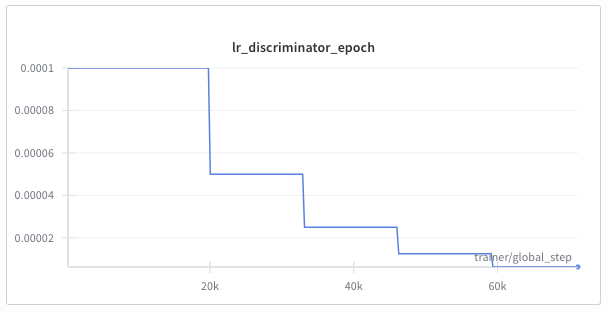 lr_discriminator_epoch
0.0001
0.00008
0.00006
0.00004
0.00002
trainer/global_step
20k
40k
60k